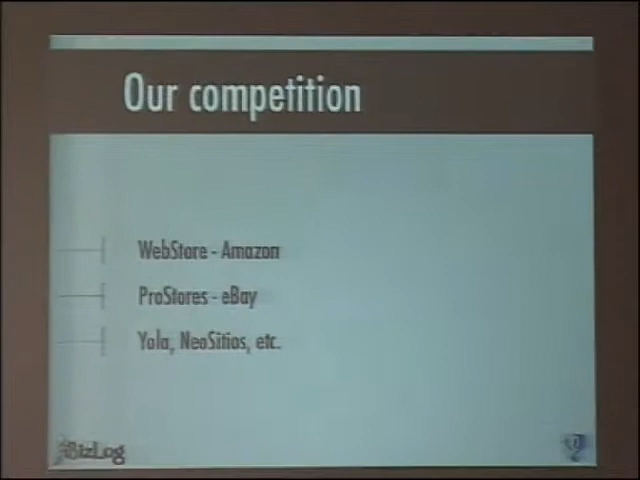 Our competition
WebStore - Amazon
ProStores - eBay
Yola, NeoSitios, etc.
BizLog